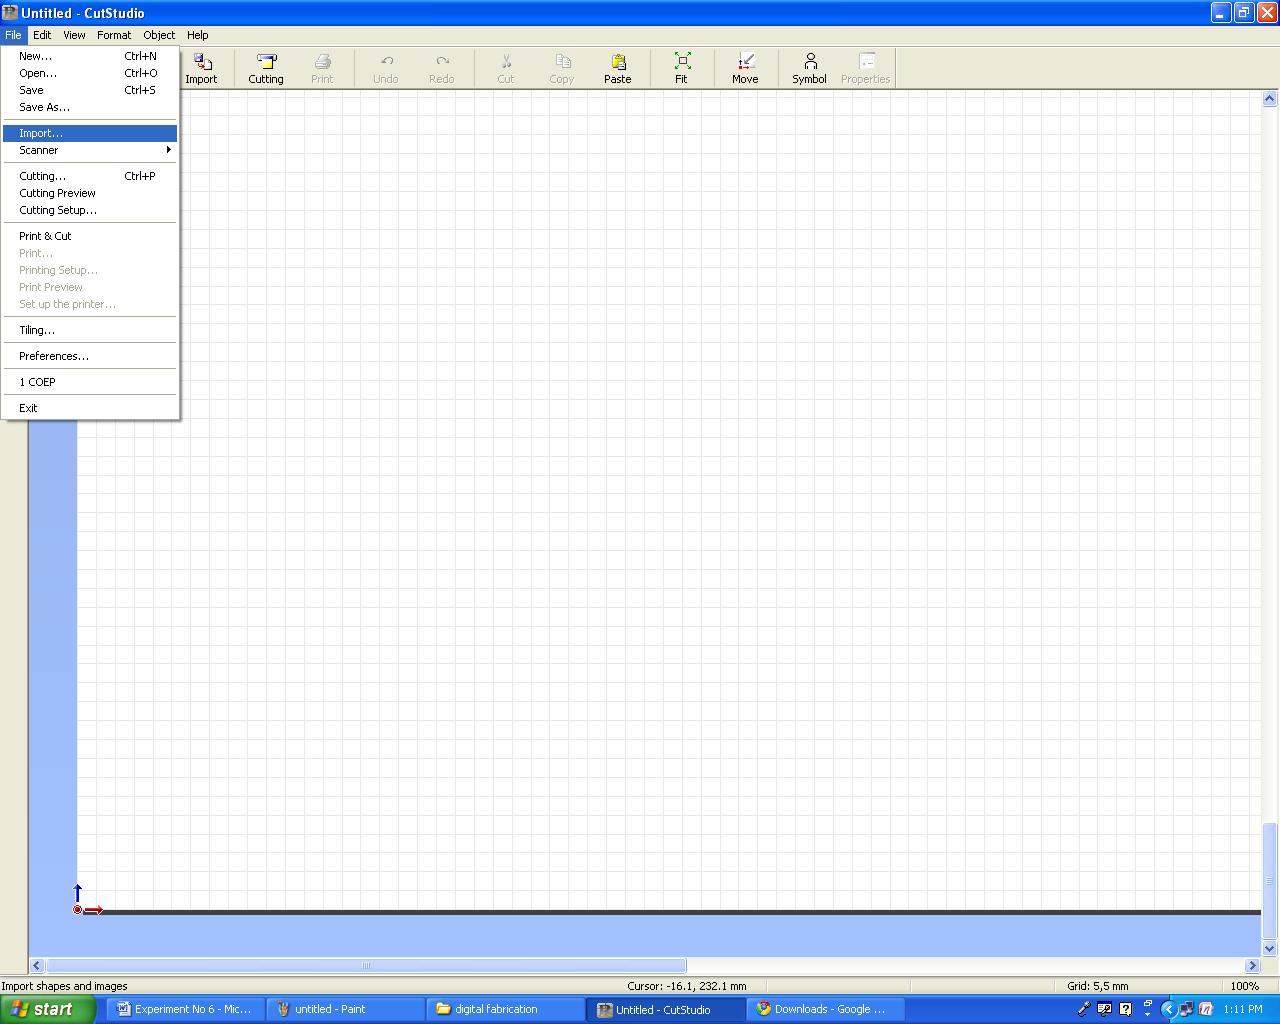 Untitled - CutStudio
File Edit View Format Object Help
New... Ctrl+N
Open... Ctrl+O
Save Ctrl+S
Save As...
Import...
Scanner
Cutting... Ctrl+P
Cutting Preview
Cutting Setup...
Print & Cut
Print...
Printing Setup...
Print Preview
Set up the printer...
Tiling...
Preferences...
1 COEP
Exit
Import Cutting Print Undo Redo Cut Copy Paste Fit Move Symbol Properties
Import shapes and images Cursor: -16.1, 232.1 mm Grid: 5,5 mm 100%
start Experiment No 6 - Mic... untitled - Paint digital fabrication Untitled - CutStudio Downloads - Google ... 1:11 PM